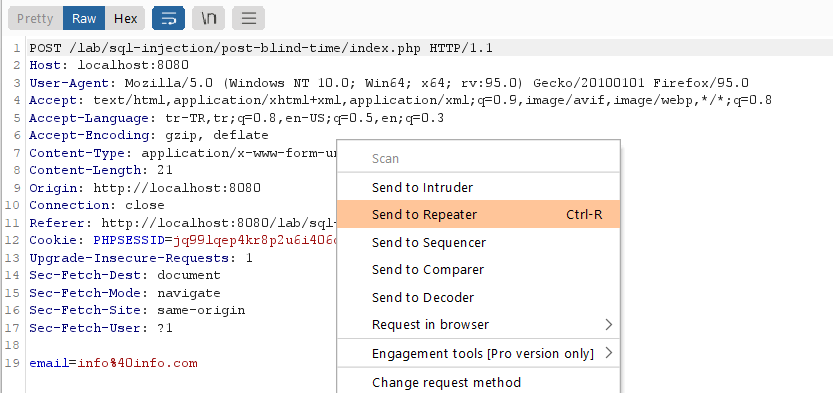 Pretty Raw Hex \n
1 POST /lab/sql-injection/post-blind-time/index.php HTTP/1.1
2 Host: localhost:8080
3 User-Agent: Mozilla/5.0 (Windows NT 10.0; Win64; x64; rv:95.0) Gecko/20100101 Firefox/95.0
4 Accept: text/html,application/xhtml+xml,application/xml;q=0.9,image/avif,image/webp,*/*;q=0.8
5 Accept-Language: tr-TR,tr;q=0.8,en-US;q=0.5,en;q=0.3
6 Accept-Encoding: gzip, deflate
7 Content-Type: application/x-www-form-ur
8 Content-Length: 21
9 Origin: http://localhost:8080
10 Connection: close
11 Referer: http://localhost:8080/lab/sql-
12 Cookie: PHPSESSID=jq99lqep4kr8p2u6i406
13 Upgrade-Insecure-Requests: 1
14 Sec-Fetch-Dest: document
15 Sec-Fetch-Mode: navigate
16 Sec-Fetch-Site: same-origin
17 Sec-Fetch-User: ?1
18
19 email=info%40info.com
Scan
Send to Intruder
Send to Repeater Ctrl-R
Send to Sequencer
Send to Comparer
Send to Decoder
Request in browser
Engagement tools [Pro version only]
Change request method